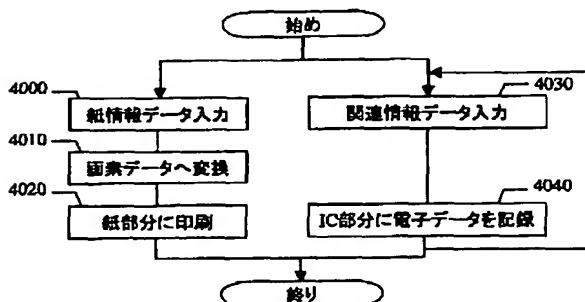 始め
4000
紙情報データ入力
4030
関連情報データ入力
4010
画素データへ変換
4020
紙部分に印刷
4040
IC部分に電子データを記録
終り